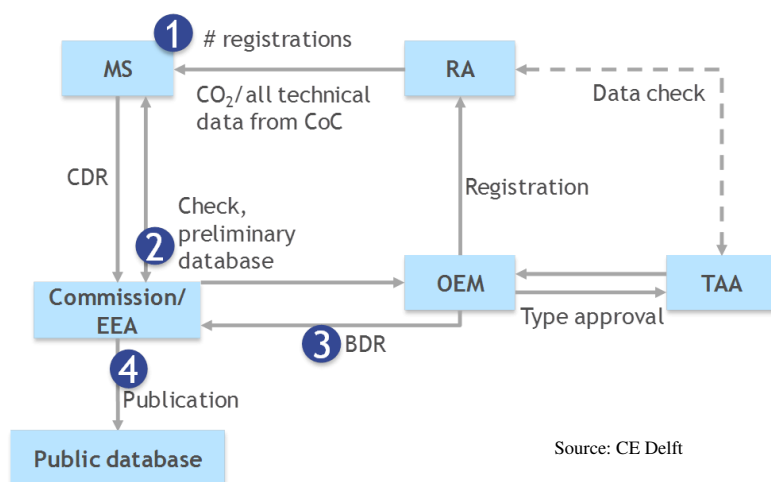 1
# registrations
MS
RA
CO₂/all technical
data from CoC
Data check
CDR
Registration
Check,
preliminary
database
2
Commission/
EEA
OEM
TAA
Type approval
3
BDR
4
Publication
Public database
Source: CE Delft